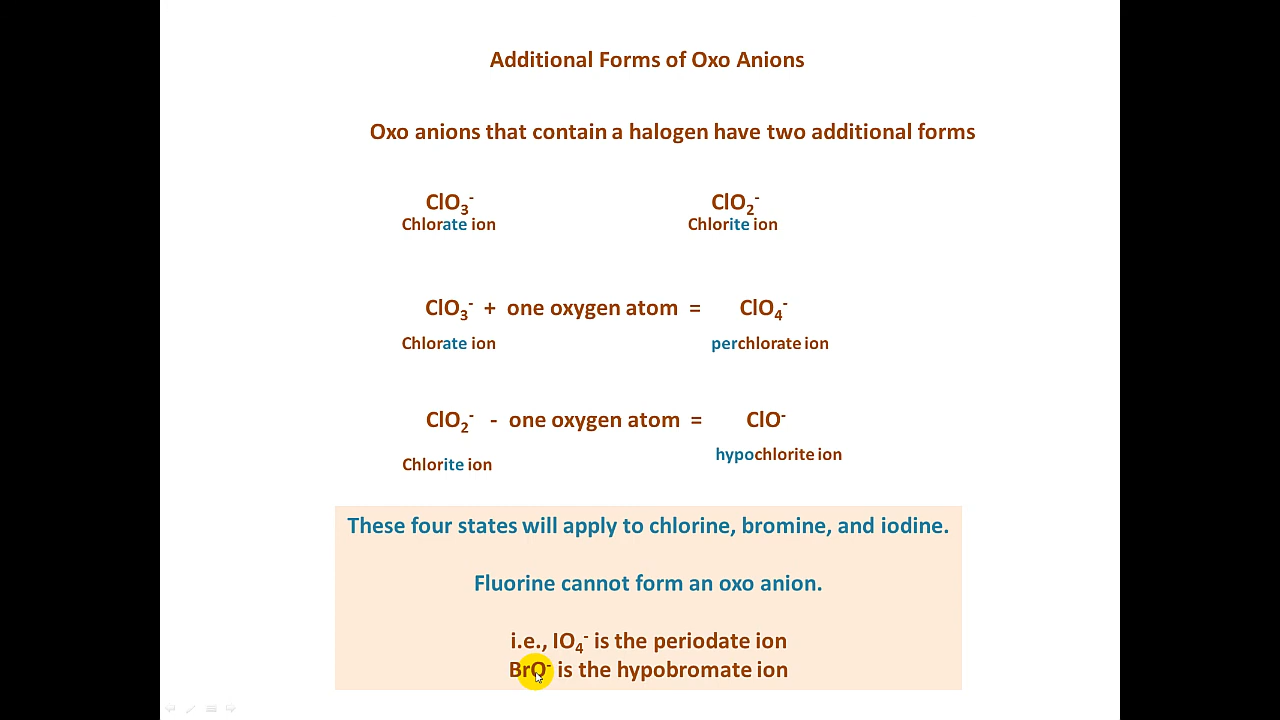 Additional Forms of Oxo Anions
Oxo anions that contain a halogen have two additional forms
ClO₃⁻ ClO₂⁻
Chlorate ion Chlorite ion
ClO₃⁻ + one oxygen atom = ClO₄⁻
Chlorate ion perchlorate ion
ClO₂⁻ - one oxygen atom = ClO⁻
Chlorite ion hypochlorite ion
These four states will apply to chlorine, bromine, and iodine.
Fluorine cannot form an oxo anion.
i.e., IO₄⁻ is the periodate ion
BrO⁻ is the hypobromate ion